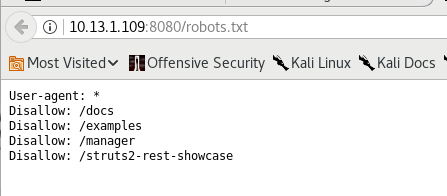 10.13.1.109:8080/robots.txt
Most Visited Offensive Security Kali Linux Kali Docs
User-agent: *
Disallow: /docs
Disallow: /examples
Disallow: /manager
Disallow: /struts2-rest-showcase